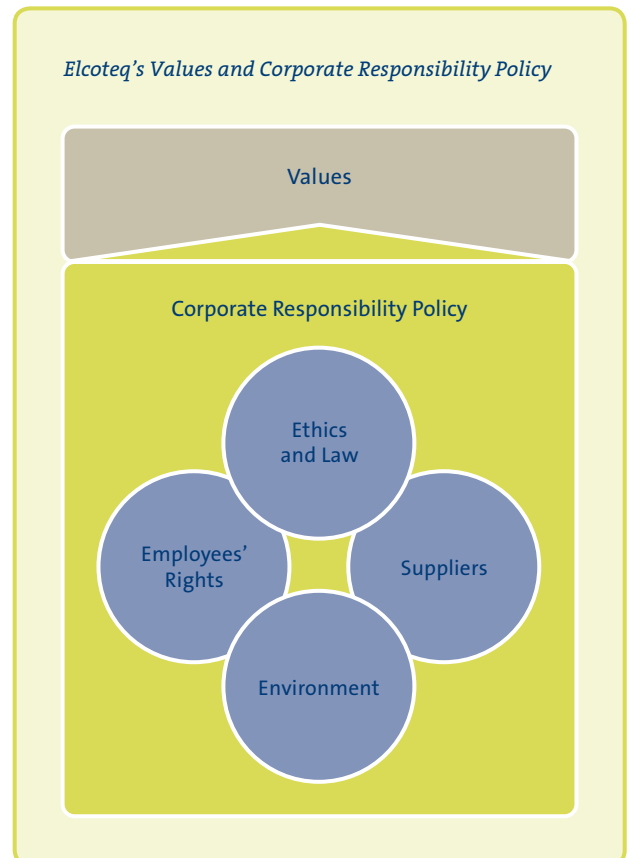 Elcoteq's Values and Corporate Responsibility Policy
Values
Corporate Responsibility Policy
Ethics
and Law
Employees'
Rights
Suppliers
Environment